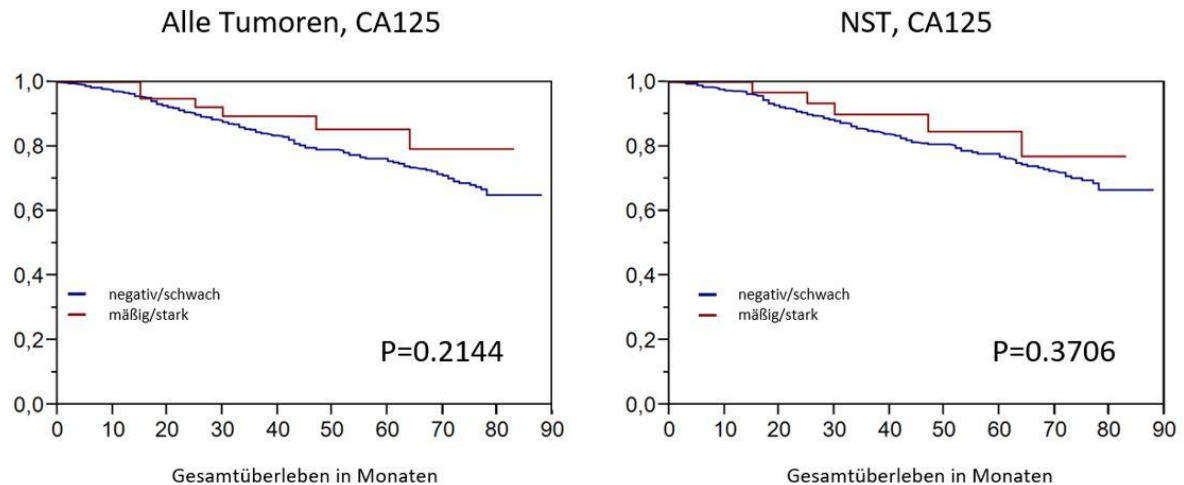 Alle Tumoren, CA125
1,0
0,8
0,6
0,4
0,2
0,0
negativ/schwach
mäßig/stark
P=0.2144
0 10 20 30 40 50 60 70 80 90
Gesamtüberleben in Monaten
NST, CA125
1,0
0,8
0,6
0,4
0,2
0,0
negativ/schwach
mäßig/stark
P=0.3706
0 10 20 30 40 50 60 70 80 90
Gesamtüberleben in Monaten